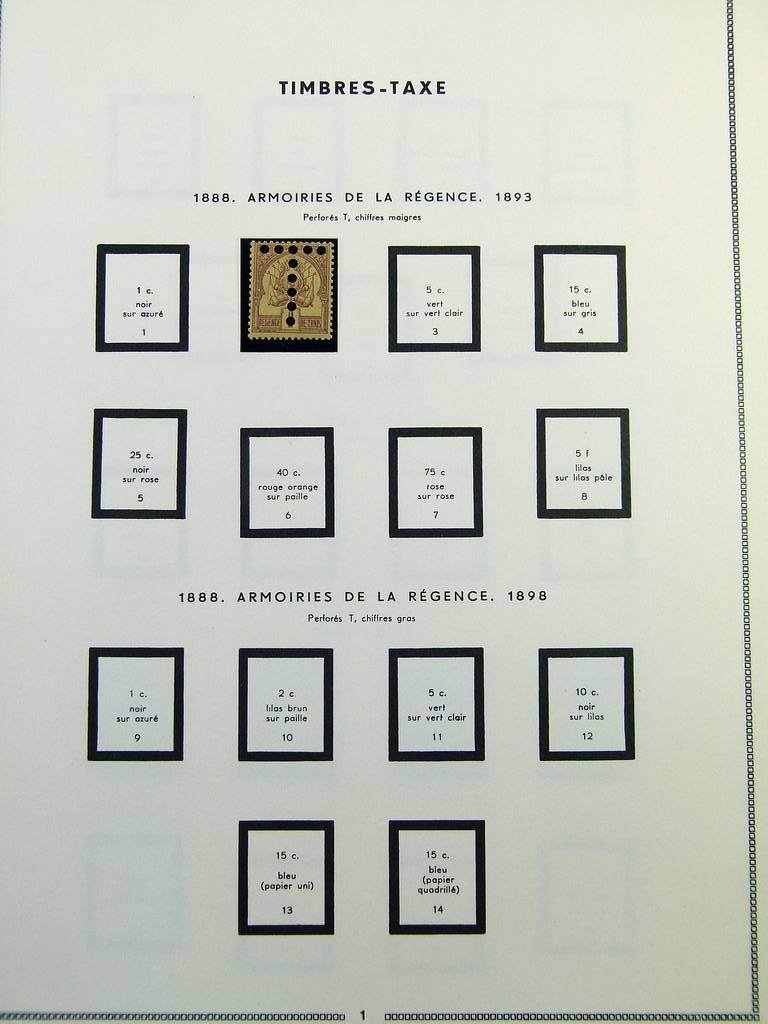 TIMBRES-TAXE
1888. ARMOIRIES DE LA RÉGENCE. 1893
Perforés T, chiffres maigres
1 c.
noir
sur azuré
1
RÉGENCE DE TUNIS
5 c.
vert
sur vert clair
3
15 c.
bleu
sur gris
4
25 c.
noir
sur rose
5
40 c.
rouge orange
sur paille
6
75 c
rose
sur rose
7
5 f
lilas
sur lilas pâle
8
1888. ARMOIRIES DE LA RÉGENCE. 1898
Perforés T, chiffres gras
1 c.
noir
sur azuré
9
2 c
lilas brun
sur paille
10
5 c.
vert
sur vert clair
11
10 c.
noir
sur lilas
12
15 c.
bleu
(papier uni)
13
15 c.
bleu
(papier
quadrillé)
14
1